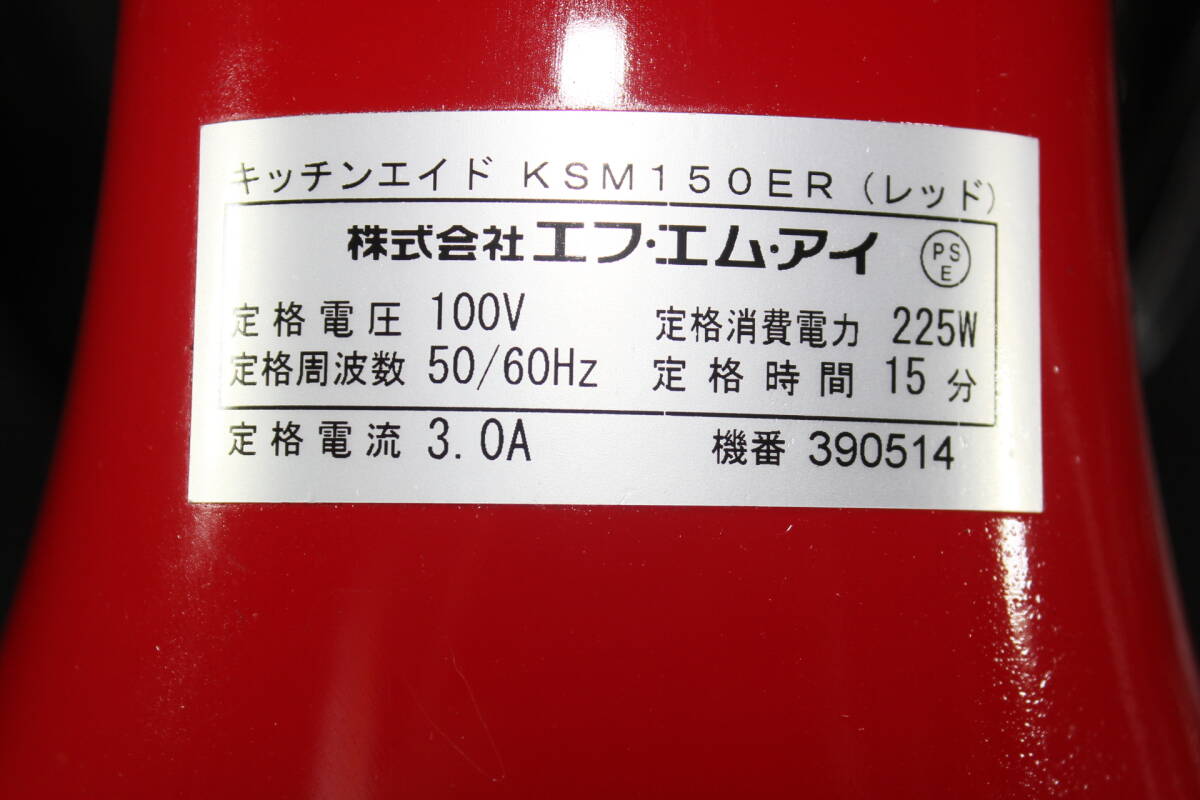 キッチンエイド KSM150ER (レッド)
株式会社 エフ・エム・アイ PSE
定格電圧 100V 定格消費電力 225W
定格周波数 50/60Hz 定格時間 15分
定格電流 3.0A 機番 390514